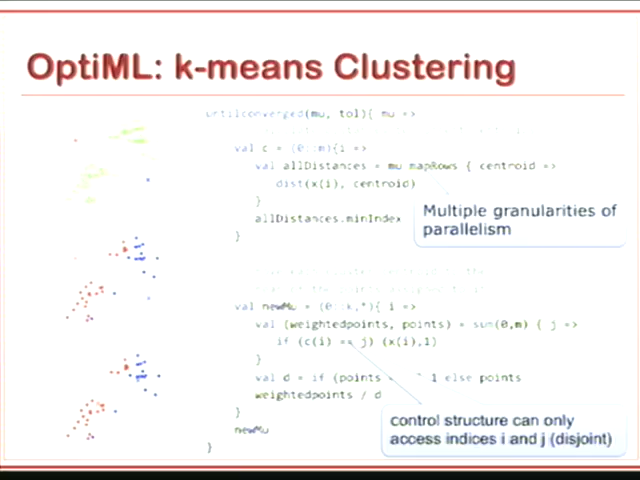 OptiML: k-means Clustering
untilconverged(mu, tol){ mu =>
val c = (0::m){i =>
val allDistances = mu mapRows { centroid =>
dist(x(i), centroid)
}
allDistances.minIndex
}
Multiple granularities of
parallelism
val newMu = (0::k,*){ i =>
val (weightedpoints, points) = sum(0,m) { j =>
if (c(i) == j) (x(i),1)
}
val d = if (points 1 else points
weightedpoints / d
}
newMu
}
control structure can only
access indices i and j (disjoint)